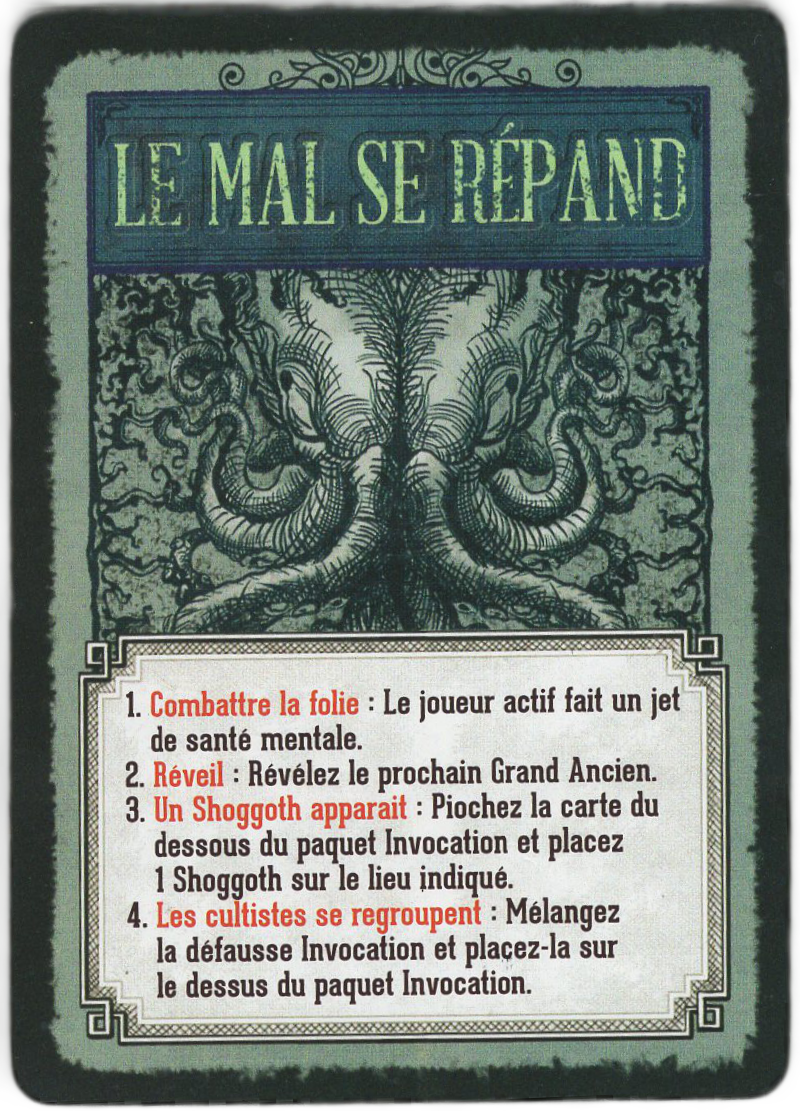 LE MAL SE RÉPAND
1. Combattre la folie : Le joueur actif fait un jet
de santé mentale.
2. Réveil : Révélez le prochain Grand Ancien.
3. Un Shoggoth apparait : Piochez la carte du
dessous du paquet Invocation et placez
1 Shoggoth sur le lieu indiqué.
4. Les cultistes se regroupent : Mélangez
la défausse Invocation et plaçez-la sur
le dessus du paquet Invocation.